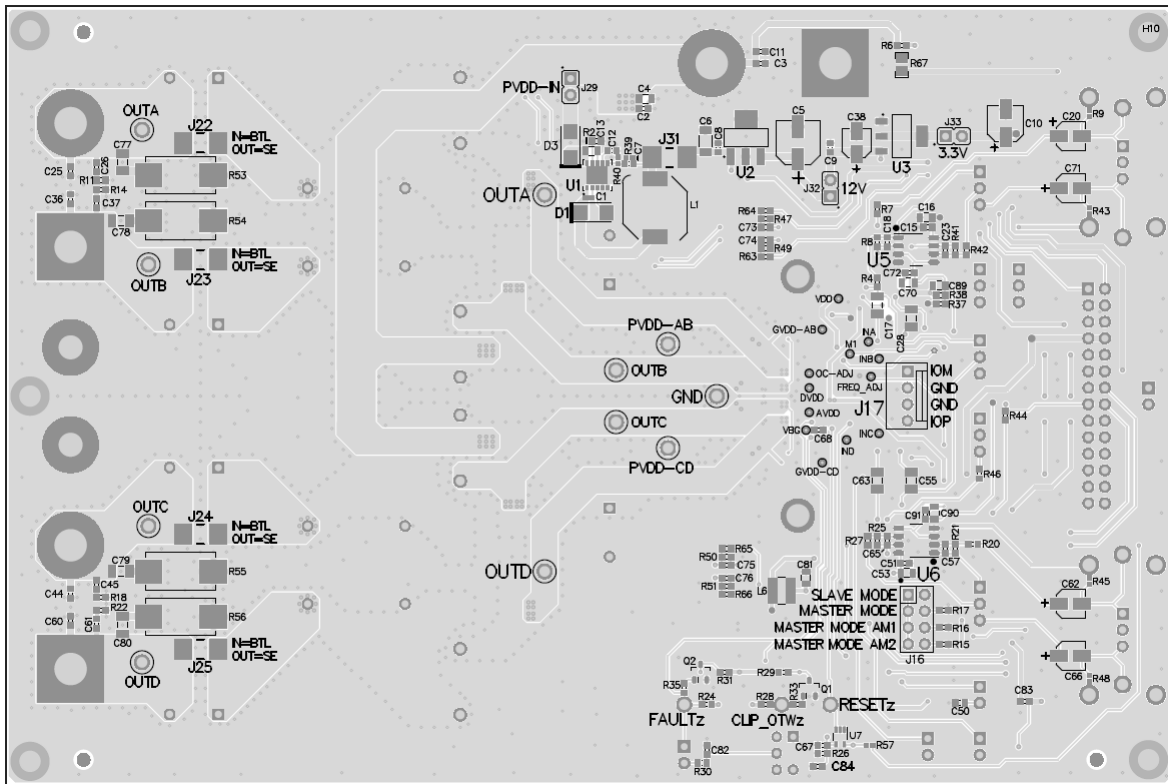 H10
C11
C3
R6
R67
PVDD-IN
J29
C4
C2
C5
C6
C8
C38
J33
3.3V
C10
C20
R9
OUTA
J22
IN=BTL
OUT=SE
C77
C25
C26
R11
R14
C36
C37
R53
R54
C78
OUTB
J23
IN=BTL
OUT=SE
D3
R2
C13
C12
R39
C7
R40
J31
U2
C9
U3
J32
12V
C71
U1
C1
D1
L1
OUTA
R64
R47
C73
C74
R49
R63
R7
C18
C16
C15
R8
U5
C23
R41
R42
R43
C72
R4
C70
C89
R38
R37
C17
C28
VDD
GVDD-AB
INA
M1
INB
PVDD-AB
OUTB
OC-ADJ
FREQ_ADJ
GND
DVDD
AVDD
J17
IOM
GND
GND
IOP
R44
OUTC
VBG
C68
INC
IND
PVDD-CD
GVDD-CD
R46
C63
C55
OUTC
J24
IN=BTL
OUT=SE
C79
C44
C45
R18
R22
C60
C61
R55
R56
C80
J25
IN=BTL
OUT=SE
OUTD
OUTD
R65
R50
C75
C76
R51
R66
L6
C81
C91
C90
R25
R27
C65
R21
R20
C51
C53
U6
C57
SLAVE MODE
MASTER MODE
MASTER MODE AM1
MASTER MODE AM2
R17
R16
R15
J16
C62
R45
C66
R48
Q2
R31
R35
R24
R29
R28
R33
Q1
FAULTz
CLIP_OTWz
RESETz
C50
C83
U7
R57
C82
R30
C67
R26
C84